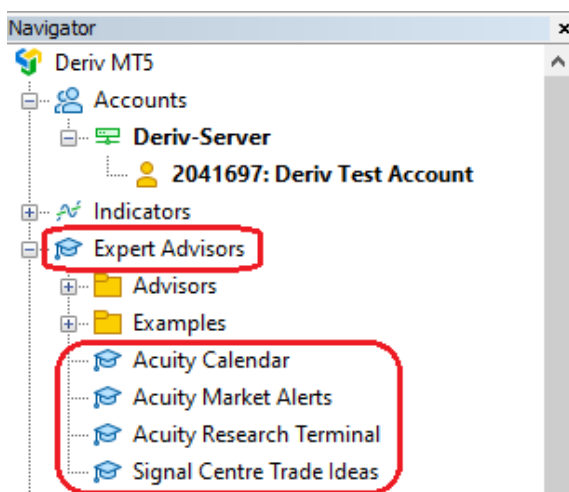 Navigator
Deriv MT5
Accounts
Deriv-Server
2041697: Deriv Test Account
Indicators
Expert Advisors
Advisors
Examples
Acuity Calendar
Acuity Market Alerts
Acuity Research Terminal
Signal Centre Trade Ideas